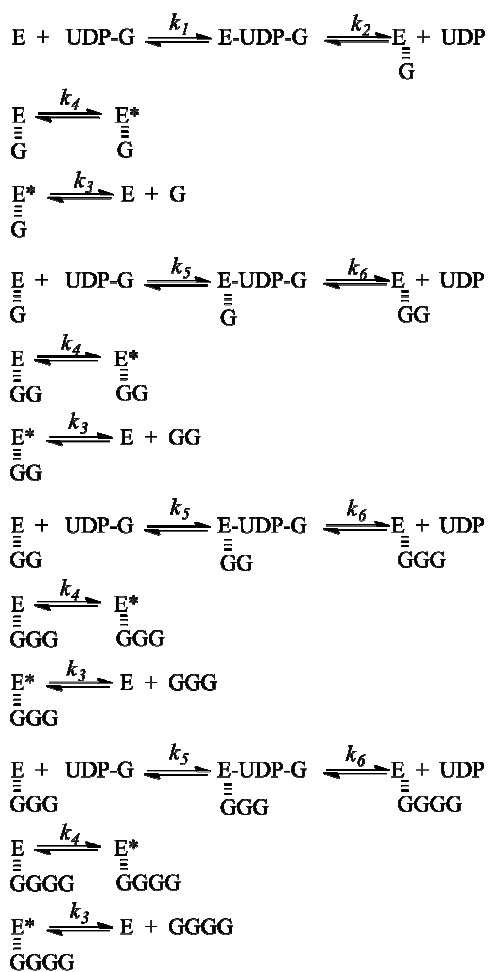 k1 k2
E + UDP-G E-UDP-G E + UDP
G
k4
E E*
G G
k3
E* E + G
G
k5 k6
E + UDP-G E-UDP-G E + UDP
G G GG
k4
E E*
GG GG
k3
E* E + GG
GG
k5 k6
E + UDP-G E-UDP-G E + UDP
GG GG GGG
k4
E E*
GGG GGG
k3
E* E + GGG
GGG
k5 k6
E + UDP-G E-UDP-G E + UDP
GGG GGG GGGG
k4
E E*
GGGG GGGG
k3
E* E + GGGG
GGGG